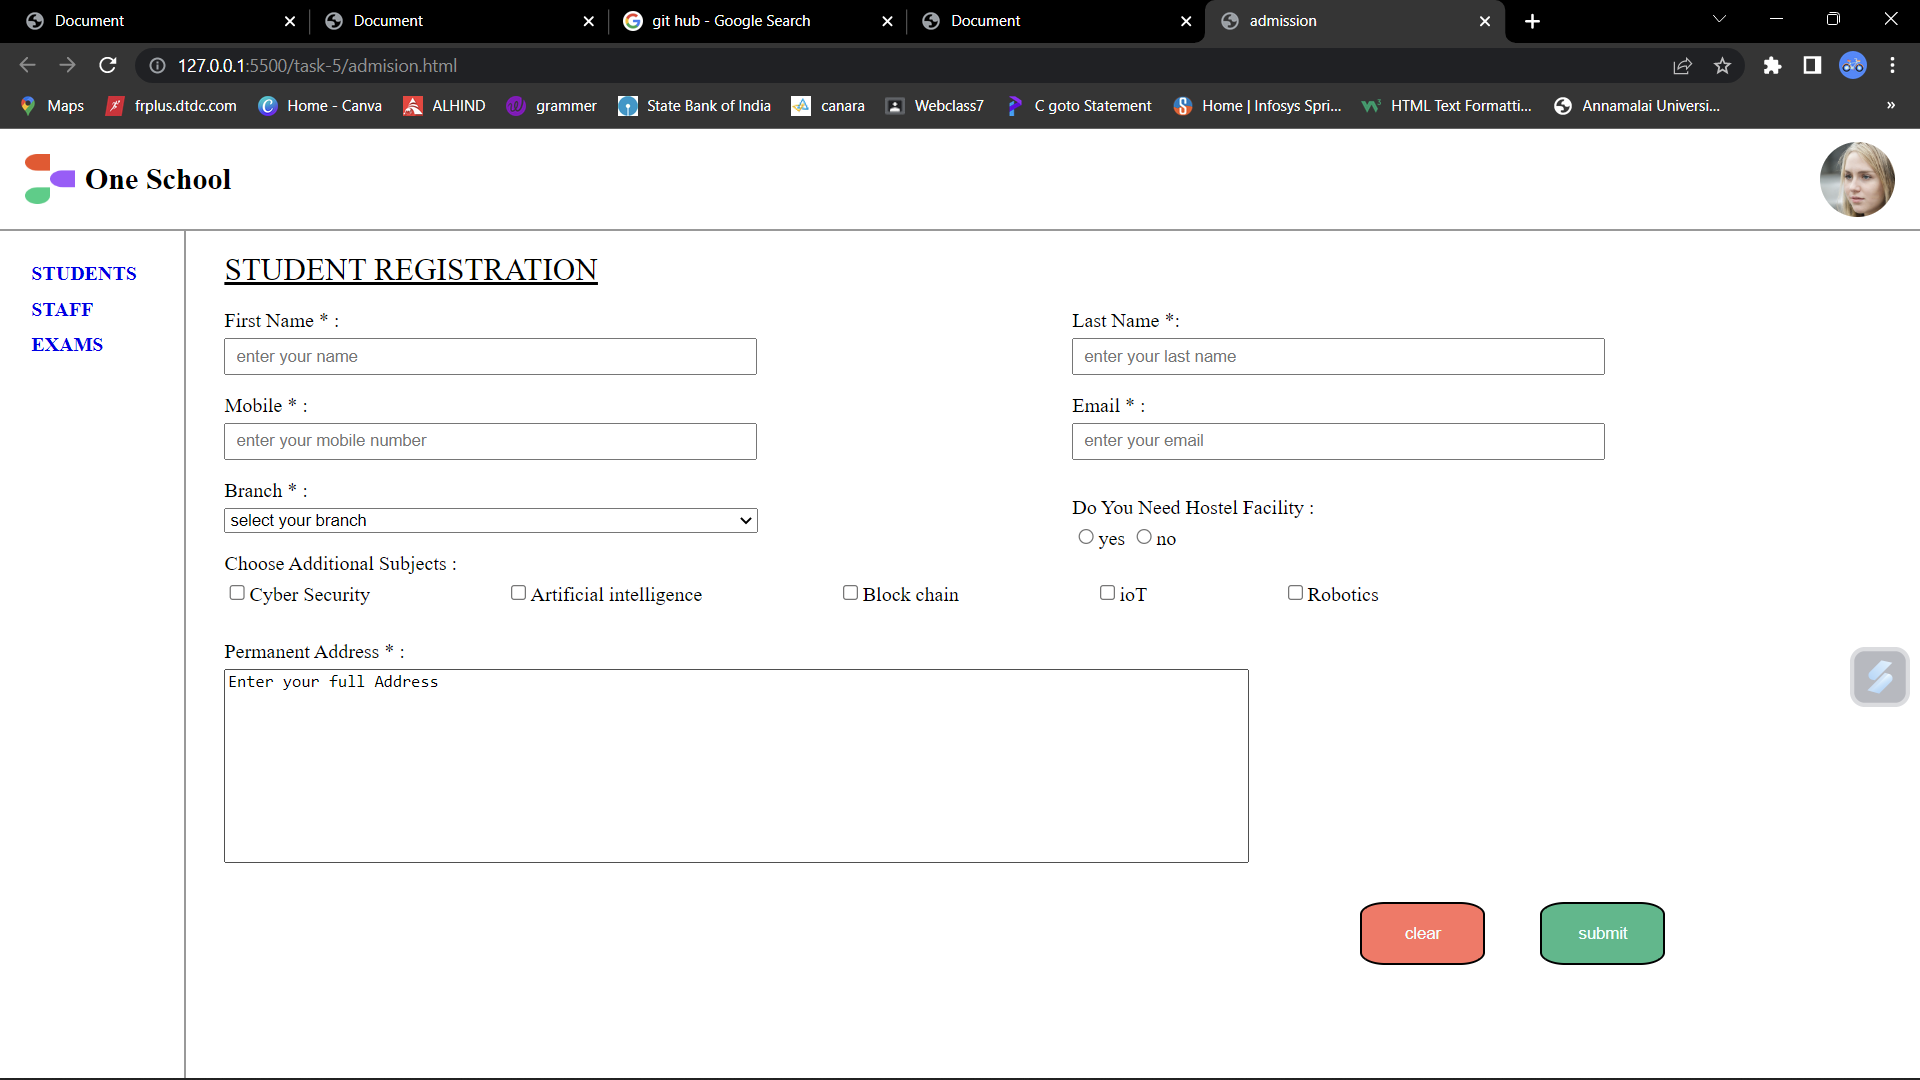 Document
Document
git hub - Google Search
Document
admission
127.0.0.1:5500/task-5/admision.html
Maps
frplus.dtdc.com
Home - Canva
ALHIND
grammer
State Bank of India
canara
Webclass7
C goto Statement
Home | Infosys Spri...
HTML Text Formatti...
Annamalai Universi...
»
One School
STUDENTS
STAFF
EXAMS
STUDENT REGISTRATION
First Name * :
Last Name *:
enter your name
enter your last name
Mobile * :
Email * :
enter your mobile number
enter your email
Branch * :
select your branch
Do You Need Hostel Facility :
yes no
Choose Additional Subjects :
Cyber Security Artificial intelligence Block chain ioT Robotics
Permanent Address * :
Enter your full Address
clear
submit